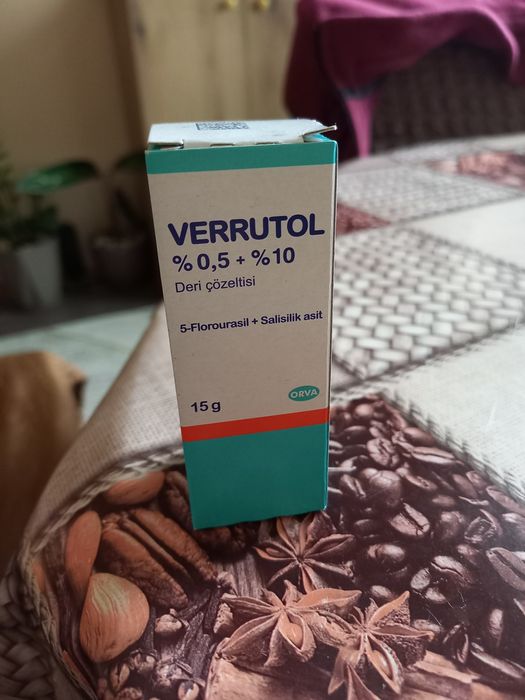 VERRUTOL
% 0,5 + %10
Deri çözeltisi
5-Florourasil + Salisilik asit
ORVA
15 g